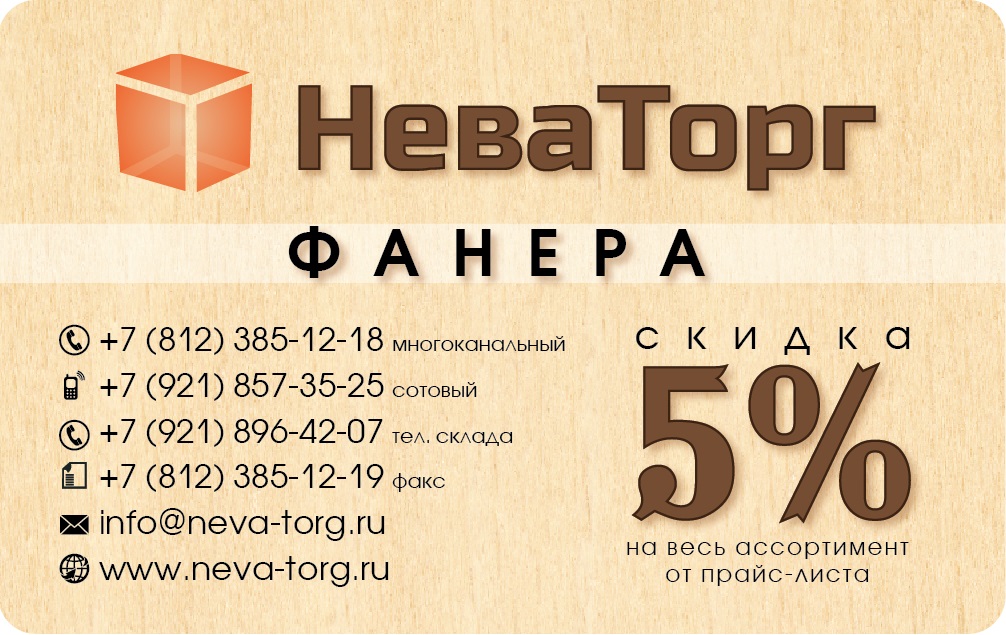 НеваТорг
ФАНЕРА
+7 (812) 385-12-18 многоканальный
+7 (921) 857-35-25 сотовый
+7 (921) 896-42-07 тел. склада
+7 (812) 385-12-19 факс
info@neva-torg.ru
www.neva-torg.ru
скидка
5%
на весь ассортимент
от прайс-листа